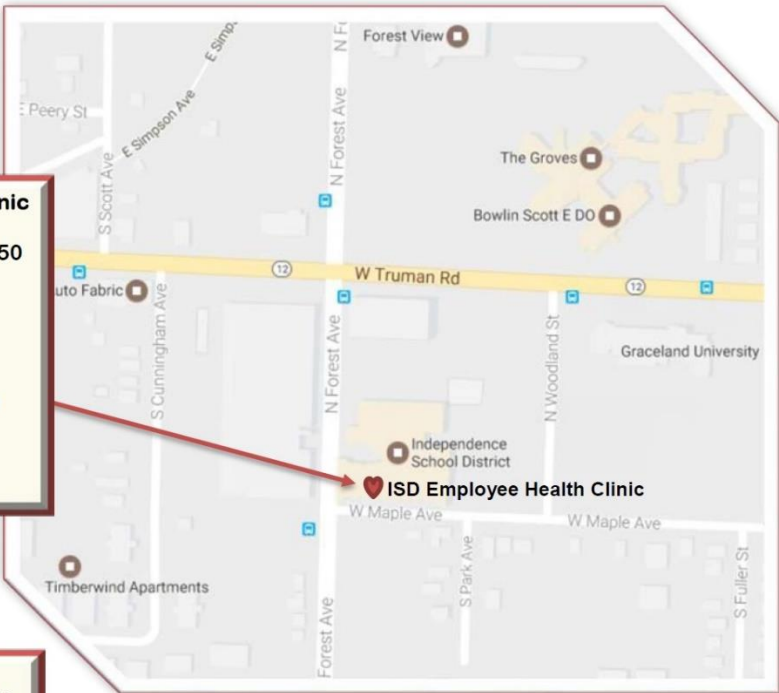 Forest View
N Forest Ave
E Peery St
E Simpson Ave
S Scott Ave
The Groves
Bowlin Scott E DO
nic
50
12
W Truman Rd
12
uto Fabric
S Cunningham Ave
N Forest Ave
N Woodland St
Graceland University
Independence
School District
ISD Employee Health Clinic
W Maple Ave
W Maple Ave
Timberwind Apartments
S Park Ave
S Fuller St
Forest Ave